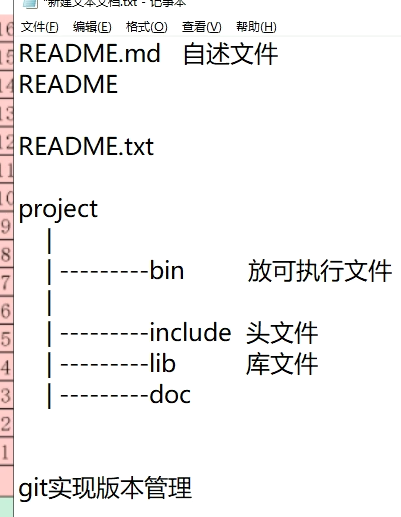 *新建文本文档.txt - 记事本
文件(F) 编辑(E) 格式(O) 查看(V) 帮助(H)
README.md 自述文件
README
README.txt
project
|
|---------bin 放可执行文件
|
|---------include 头文件
|---------lib 库文件
|---------doc
git实现版本管理
16
15
14
13
12
11
10
9
8
7
6
5
4
3
2
1